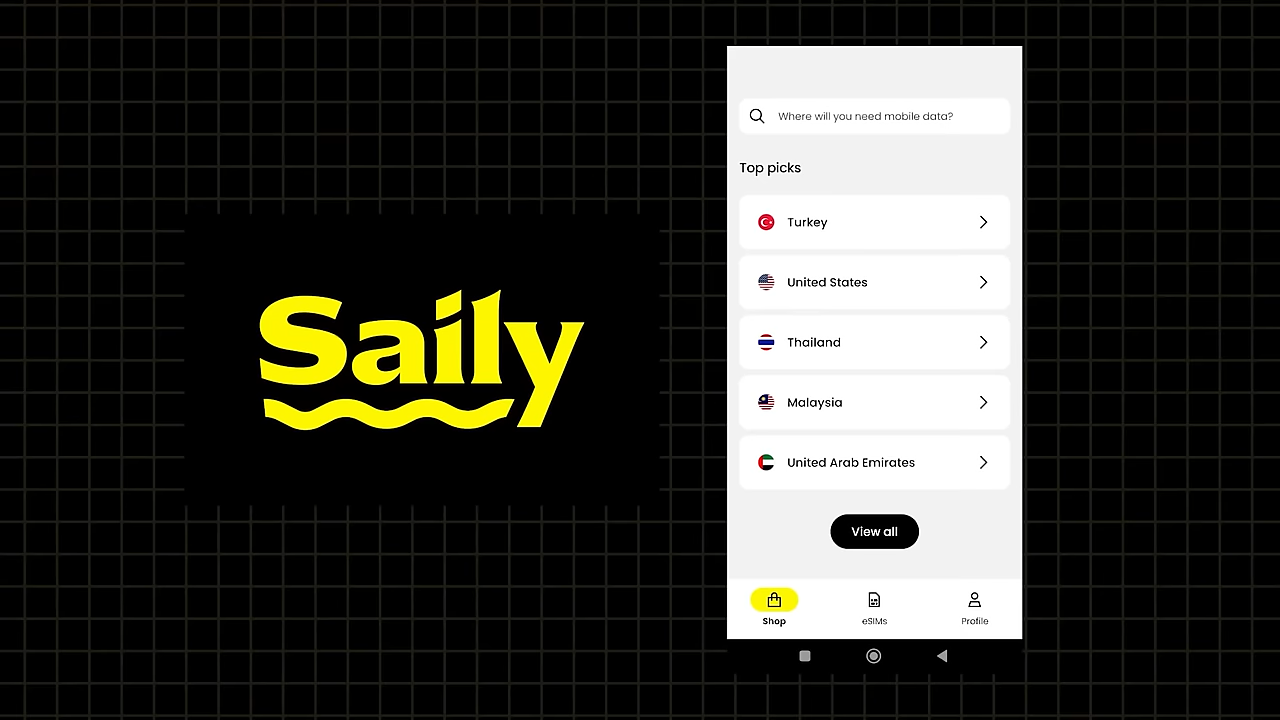 Saily
Where will you need mobile data?
Top picks
Turkey
United States
Thailand
Malaysia
United Arab Emirates
View all
Shop
eSIMs
Profile